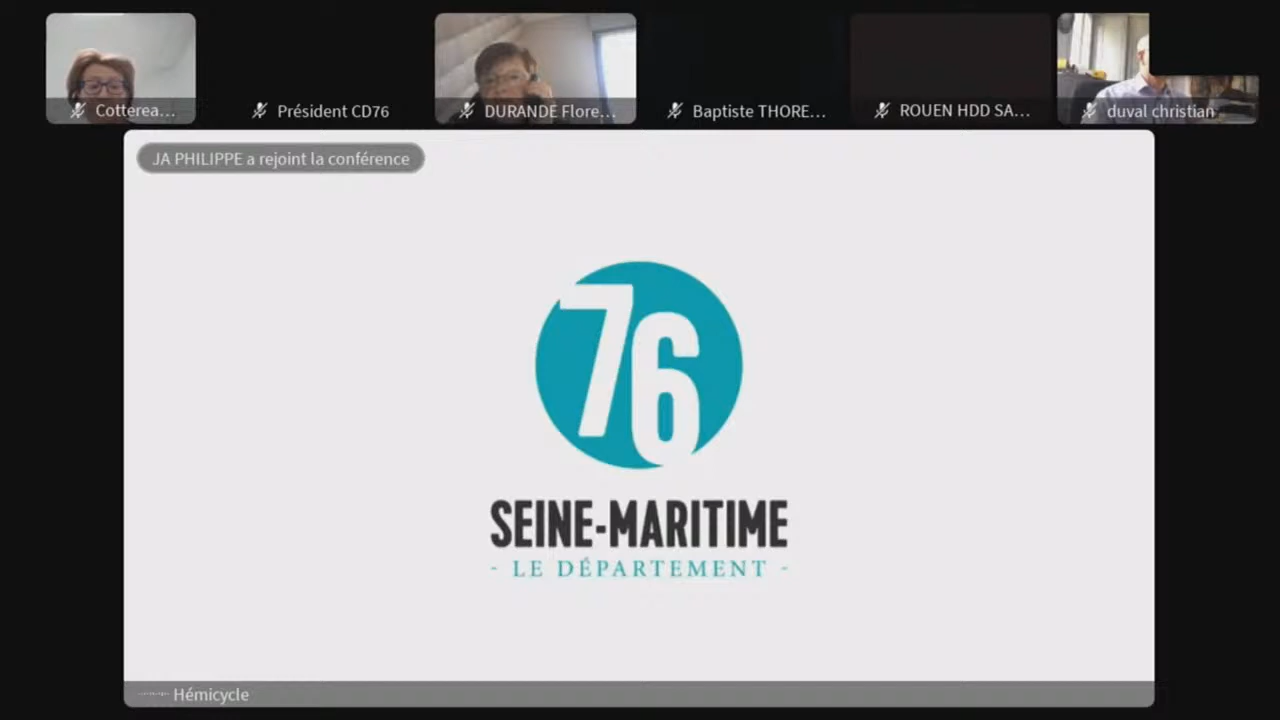 Cotterea...
Président CD76
DURANDE Flore...
Baptiste THORE...
ROUEN HDD SA...
duval christian
JA PHILIPPE a rejoint la conférence
76
SEINE-MARITIME
- LE DÉPARTEMENT -
Hémicycle